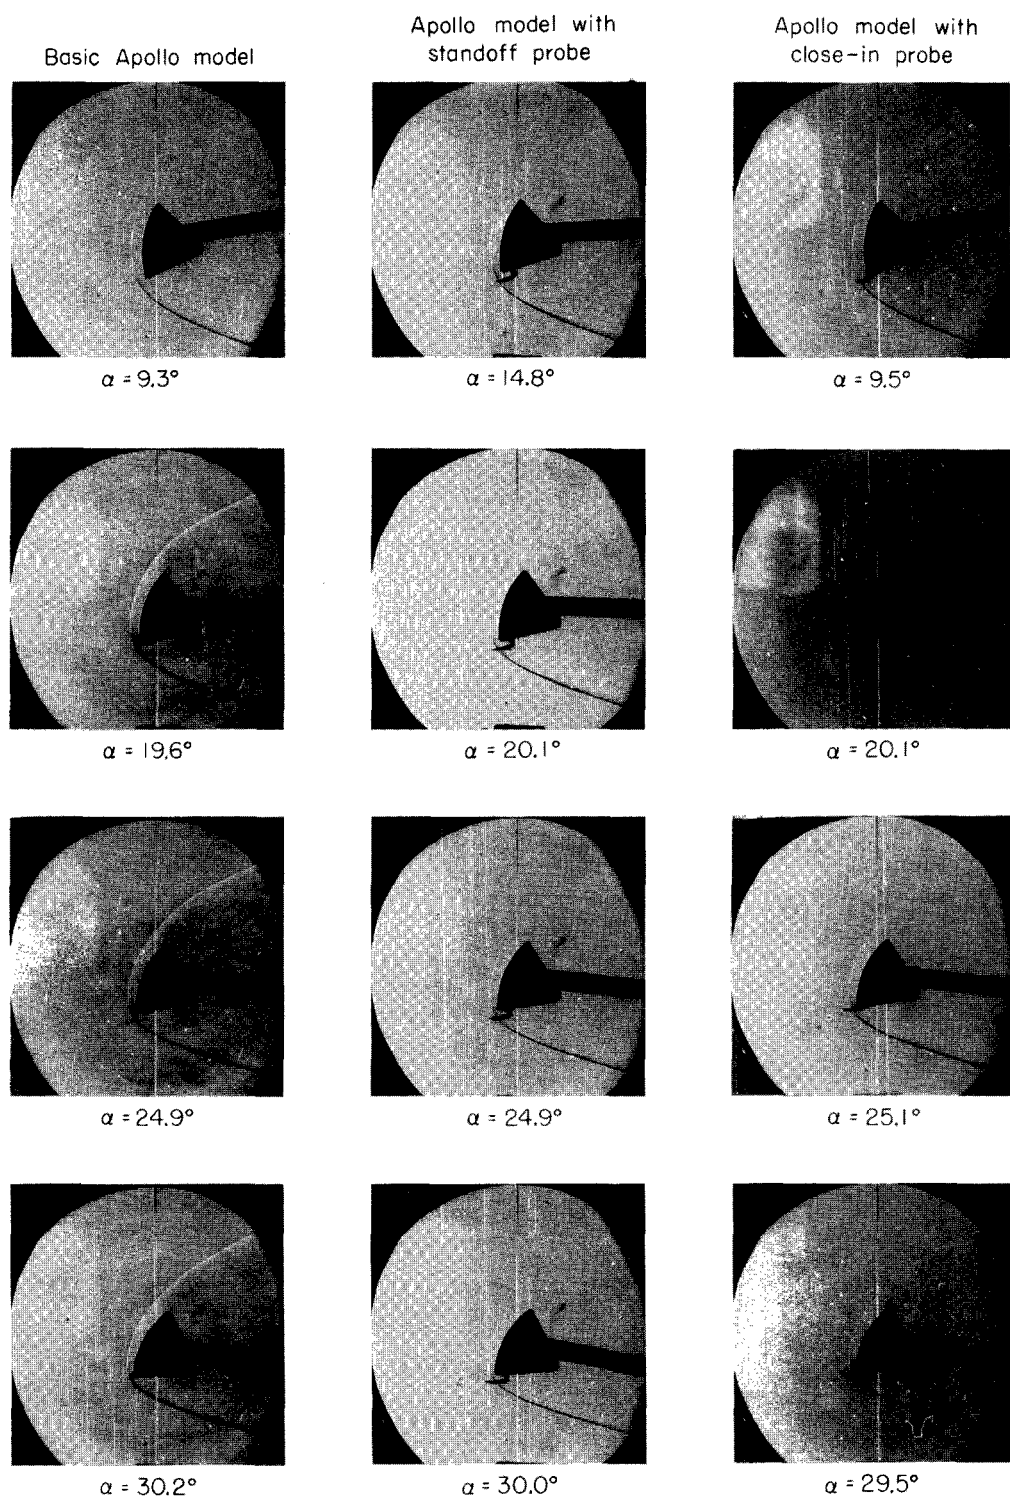 Basic Apollo model
Apollo model with
standoff probe
Apollo model with
close-in probe
α = 9.3°
α = 14.8°
α = 9.5°
α = 19.6°
α = 20.1°
α = 20.1°
α = 24.9°
α = 24.9°
α = 25.1°
α = 30.2°
α = 30.0°
α = 29.5°